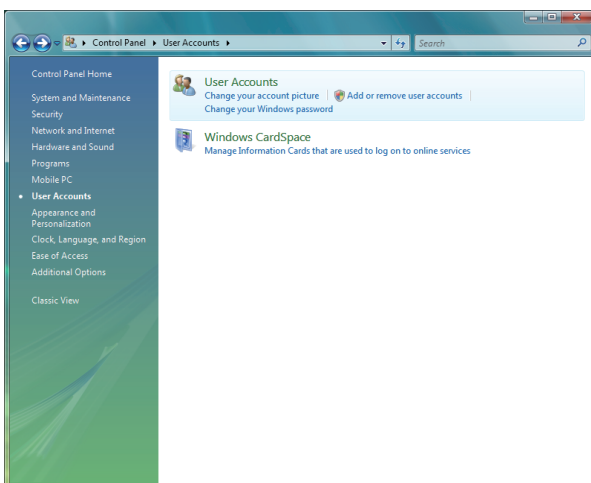 Control Panel ▸ User Accounts ▸
Search
Control Panel Home
System and Maintenance
Security
Network and Internet
Hardware and Sound
Programs
Mobile PC
• User Accounts
Appearance and
Personalization
Clock, Language, and Region
Ease of Access
Additional Options
Classic View
User Accounts
Change your account picture | Add or remove user accounts |
Change your Windows password
Windows CardSpace
Manage Information Cards that are used to log on to online services